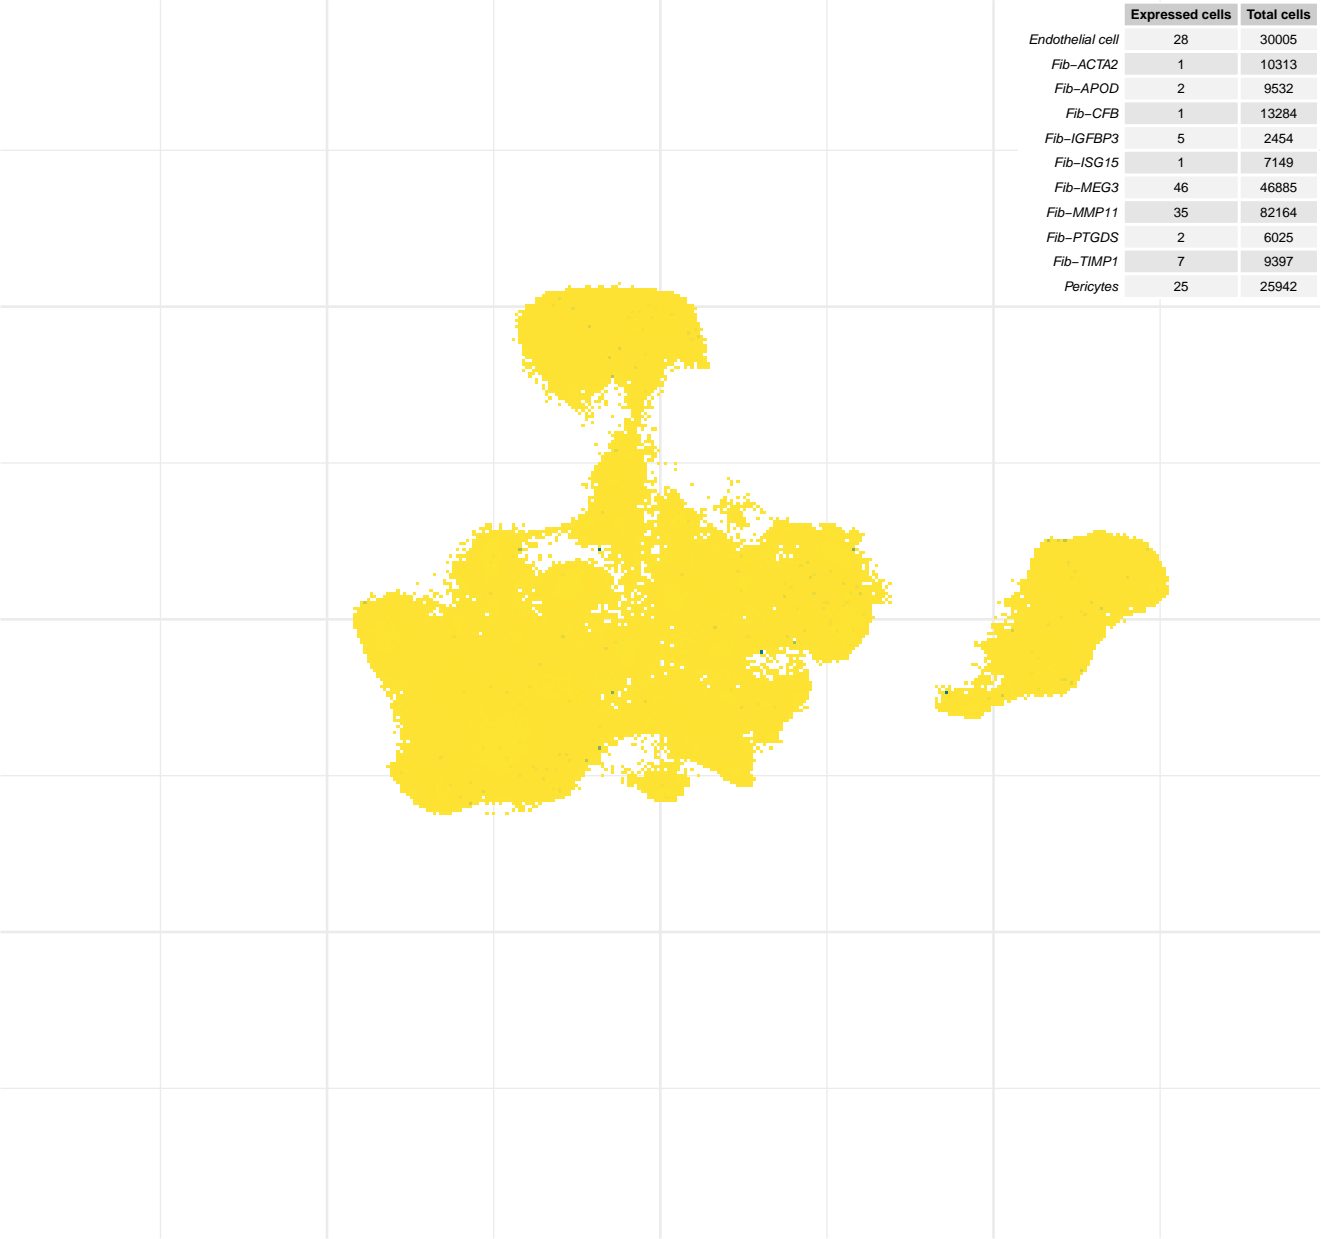 Expressed cells Total cells
Endothelial cell 28 30005
Fib−ACTA2 1 10313
Fib−APOD 2 9532
Fib−CFB 1 13284
Fib−IGFBP3 5 2454
Fib−ISG15 1 7149
Fib−MEG3 46 46885
Fib−MMP11 35 82164
Fib−PTGDS 2 6025
Fib−TIMP1 7 9397
Pericytes 25 25942